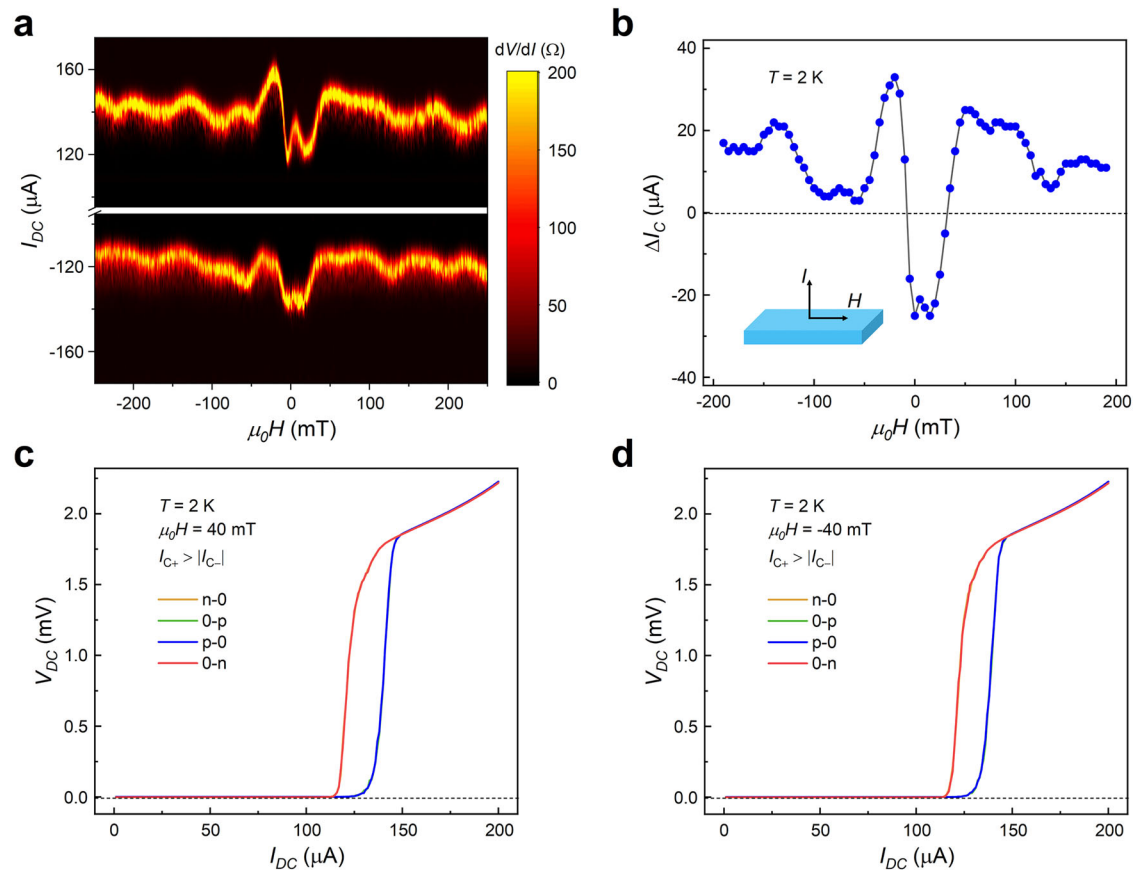 a
dV/dI (Ω)
200
150
100
50
0
160
120
-120
-160
I_DC (μA)
-200
-100
0
100
200
μ₀H (mT)
b
T = 2 K
40
20
0
-20
-40
ΔI_C (μA)
I
H
-200
-100
0
100
200
μ₀H (mT)
c
T = 2 K
μ₀H = 40 mT
I_C+ > |I_C−|
n-0
0-p
p-0
0-n
2.0
1.5
1.0
0.5
0.0
V_DC (mV)
0
50
100
150
200
I_DC (μA)
d
T = 2 K
μ₀H = -40 mT
I_C+ > |I_C−|
n-0
0-p
p-0
0-n
2.0
1.5
1.0
0.5
0.0
V_DC (mV)
0
50
100
150
200
I_DC (μA)